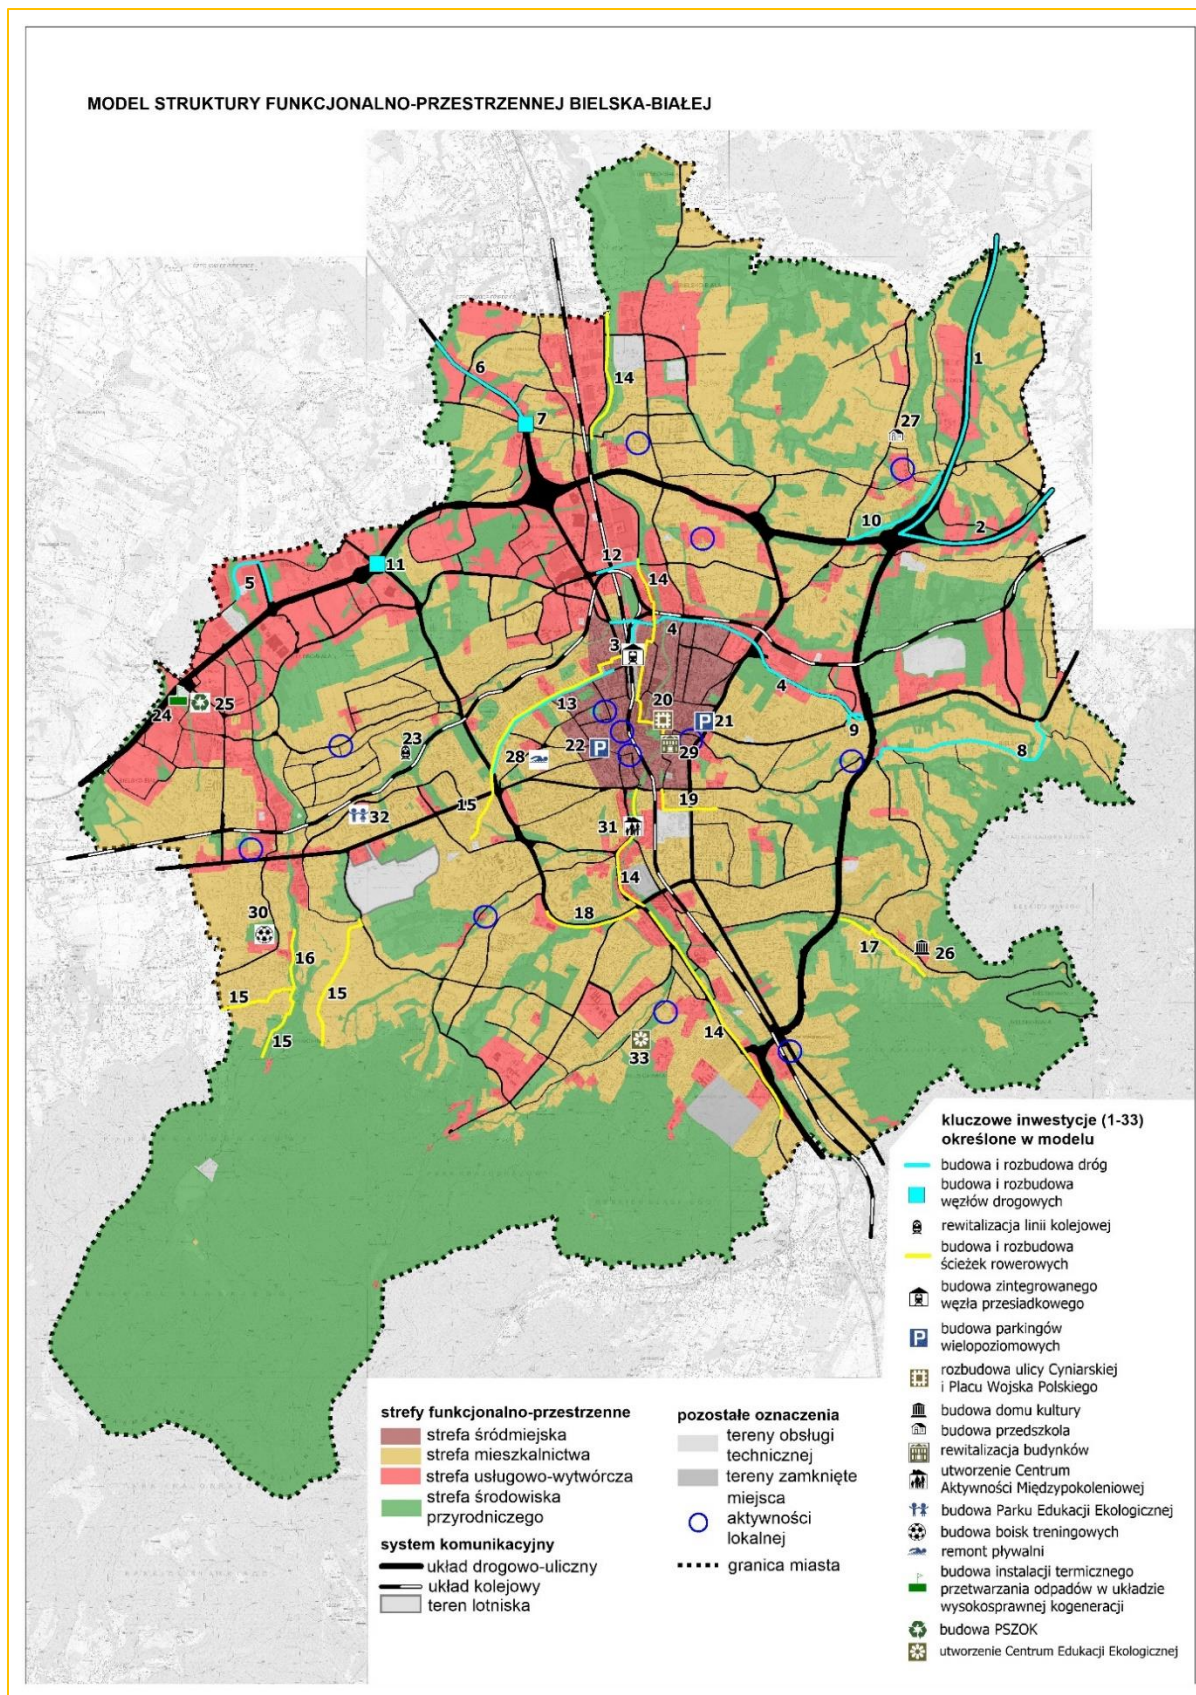 MODEL STRUKTURY FUNKCJONALNO-PRZESTRZENNEJ BIELSKA-BIAŁEJ
1
6
14
7
27
2
10
12
11
14
5
4
3
4
13
20
21
9
24
25
23
22
8
28
29
15
19
32
31
14
30
18
17
26
16
15
15
15
14
33
kluczowe inwestycje (1-33)
określone w modelu
budowa i rozbudowa dróg
budowa i rozbudowa
węzłów drogowych
rewitalizacja linii kolejowej
budowa i rozbudowa
ścieżek rowerowych
budowa zintegrowanego
węzła przesiadkowego
P budowa parkingów
wielopoziomowych
rozbudowa ulicy Cyniarskiej
i Placu Wojska Polskiego
budowa domu kultury
budowa przedszkola
rewitalizacja budynków
utworzenie Centrum
Aktywności Międzypokoleniowej
budowa Parku Edukacji Ekologicznej
budowa boisk treningowych
remont pływalni
budowa instalacji termicznego
przetwarzania odpadów w układzie
wysokosprawnej kogeneracji
budowa PSZOK
utworzenie Centrum Edukacji Ekologicznej
strefy funkcjonalno-przestrzenne
strefa śródmiejska
strefa mieszkalnictwa
strefa usługowo-wytwórcza
strefa środowiska
przyrodniczego
system komunikacyjny
układ drogowo-uliczny
układ kolejowy
teren lotniska
pozostałe oznaczenia
tereny obsługi
technicznej
tereny zamknięte
miejsca
aktywności
lokalnej
granica miasta